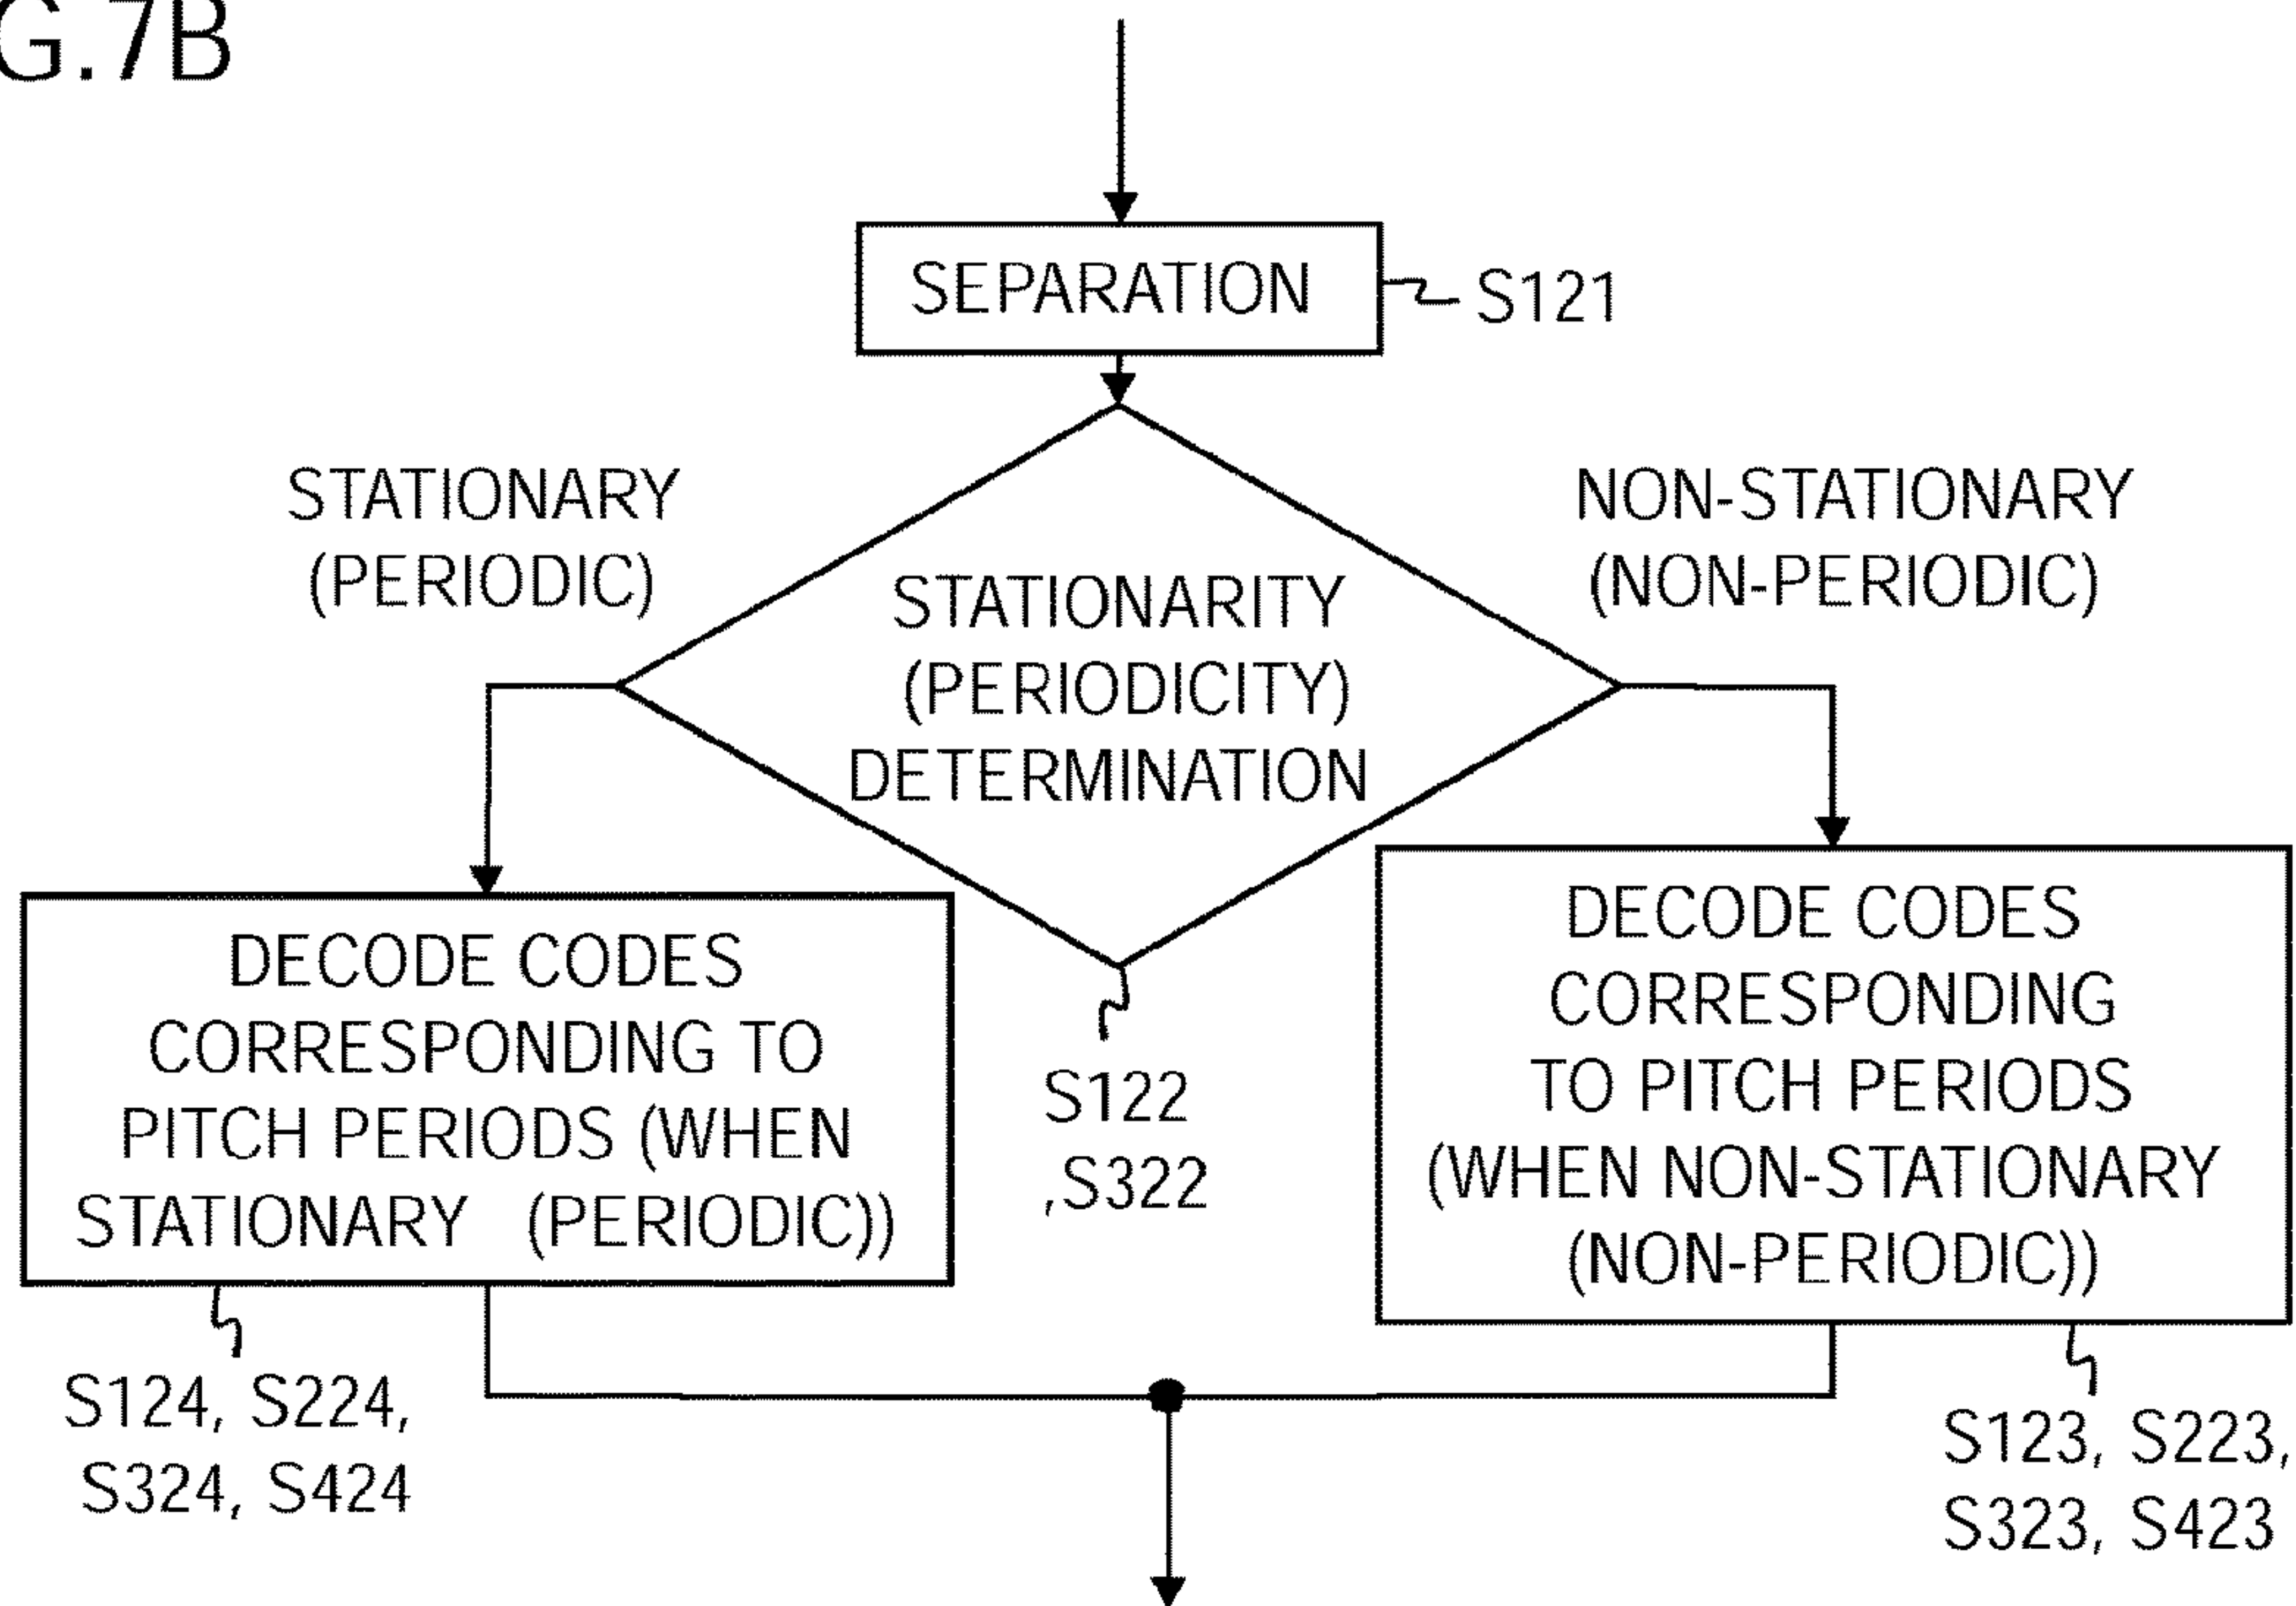 G.7B
SEPARATION
S121
STATIONARY
(PERIODIC)
NON-STATIONARY
(NON-PERIODIC)
STATIONARITY
(PERIODICITY)
DETERMINATION
DECODE CODES
CORRESPONDING TO
PITCH PERIODS (WHEN
STATIONARY (PERIODIC))
S122
,S322
DECODE CODES
CORRESPONDING
TO PITCH PERIODS
(WHEN NON-STATIONARY
(NON-PERIODIC))
S124, S224,
S324, S424
S123, S223,
S323, S423